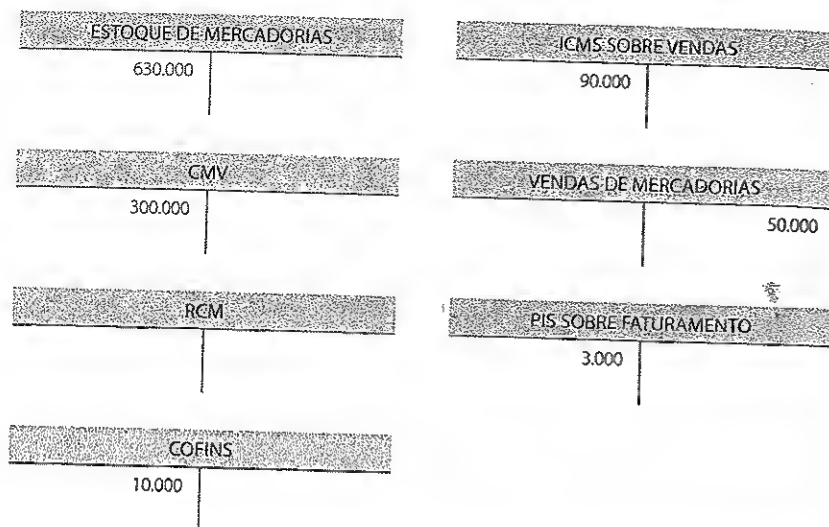 ESTOQUE DE MERCADORIAS
630.000
ICMS SOBRE VENDAS
90.000
CMV
300.000
VENDAS DE MERCADORIAS
50.000
RCM
PIS SOBRE FATURAMENTO
3.000
COFINS
10.000